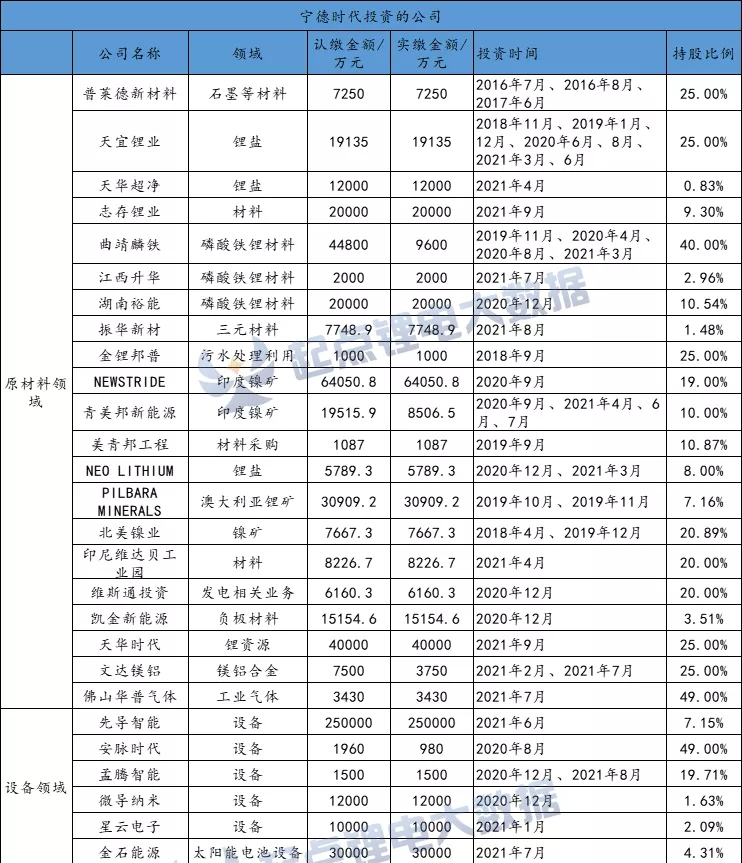 宁德时代投资的公司
公司名称 领域 认缴金额/万元 实缴金额/万元 投资时间 持股比例
原材料领域
普莱德新材料 石墨等材料 7250 7250 2016年7月、2016年8月、2017年6月 25.00%
天宜锂业 锂盐 19135 19135 2018年11月、2019年1月、12月、2020年6月、8月、2021年3月、6月 25.00%
天华超净 锂盐 12000 12000 2021年4月 0.83%
志存锂业 材料 20000 20000 2021年9月 9.30%
曲靖麟铁 磷酸铁锂材料 44800 9600 2019年11月、2020年4月、2020年8月、2021年3月 40.00%
江西升华 磷酸铁锂材料 2000 2000 2021年7月 2.96%
湖南裕能 磷酸铁锂材料 20000 20000 2020年12月 10.54%
振华新材 三元材料 7748.9 7748.9 2021年8月 1.48%
金锂邦普 污水处理利用 1000 1000 2018年9月 25.00%
NEWSTRIDE 印度镍矿 64050.8 64050.8 2020年9月 19.00%
青美邦新能源 印度镍矿 19515.9 8506.5 2020年9月、2021年4月、6月、7月 10.00%
美青邦工程 材料采购 1087 1087 2019年9月 10.87%
NEO LITHIUM 锂盐 5789.3 5789.3 2020年12月、2021年3月 8.00%
PILBARA MINERALS 澳大利亚锂矿 30909.2 30909.2 2019年10月、2019年11月 7.16%
北美镍业 镍矿 7667.3 7667.3 2018年4月、2019年12月 20.89%
印尼维达贝工业园 材料 8226.7 8226.7 2021年4月 20.00%
维斯通投资 发电相关业务 6160.3 6160.3 2020年12月 20.00%
凯金新能源 负极材料 15154.6 15154.6 2020年12月 3.51%
天华时代 锂资源 40000 40000 2021年9月 25.00%
文达镁铝 镁铝合金 7500 3750 2021年2月、2021年7月 25.00%
佛山华普气体 工业气体 3430 3430 2021年7月 49.00%
设备领域
先导智能 设备 250000 250000 2021年6月 7.15%
安脉时代 设备 1960 980 2020年8月 49.00%
孟腾智能 设备 1500 1500 2020年12月、2021年8月 19.71%
微导纳米 设备 12000 12000 2020年12月 1.63%
星云电子 设备 10000 10000 2021年1月 2.09%
金石能源 太阳能电池设备 30000 30000 2021年7月 4.31%
起点锂电大数据
起点锂电大数据